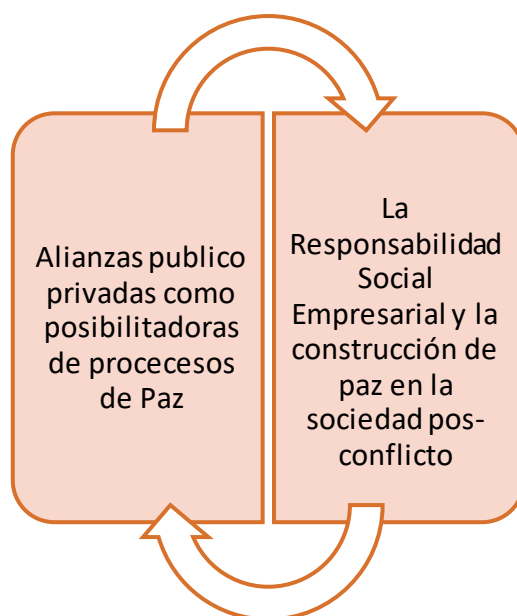 Alianzas publico
privadas como
posibilitadoras
de procecesos
de Paz
La
Responsabilidad
Social
Empresarial y la
construcción de
paz en la
sociedad pos-
conflicto